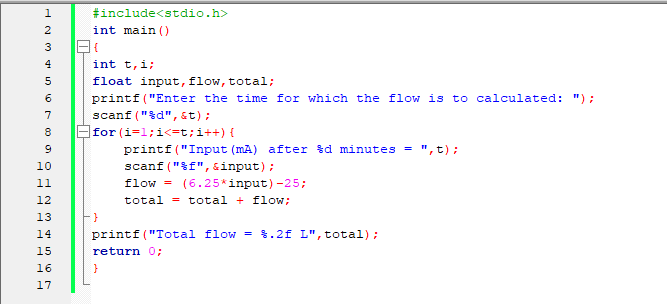 1 #include<stdio.h>
2 int main()
3 {
4 int t,i;
5 float input,flow,total;
6 printf("Enter the time for which the flow is to calculated: ");
7 scanf("%d",&t);
8 for(i=1;i<=t;i++){
9 printf("Input(mA) after %d minutes = ",t);
10 scanf("%f",&input);
11 flow = (6.25*input)-25;
12 total = total + flow;
13 }
14 printf("Total flow = %.2f L",total);
15 return 0;
16 }
17